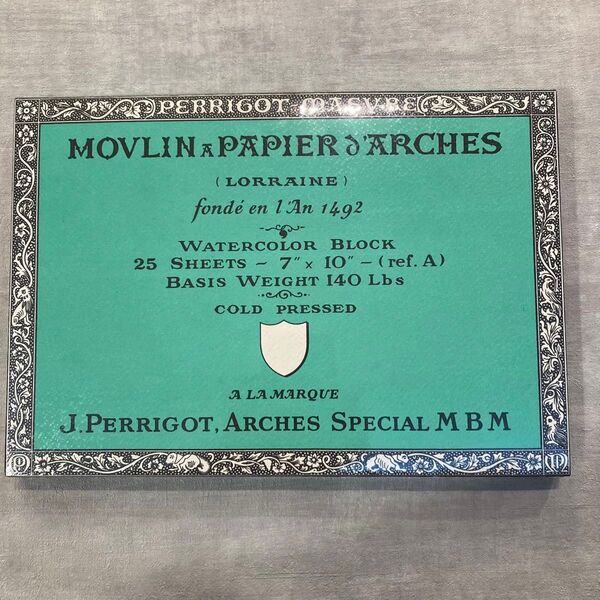 PERRIGOT MASVRE
MOVLIN A PAPIER d'ARCHES
(LORRAINE)
fondé en l'An 1492
WATERCOLOR BLOCK
25 SHEETS ~ 7" x 10" – (ref. A)
BASIS WEIGHT 140 Lbs
COLD PRESSED
A LA MARQUE
J. PERRIGOT, ARCHES SPECIAL M B M